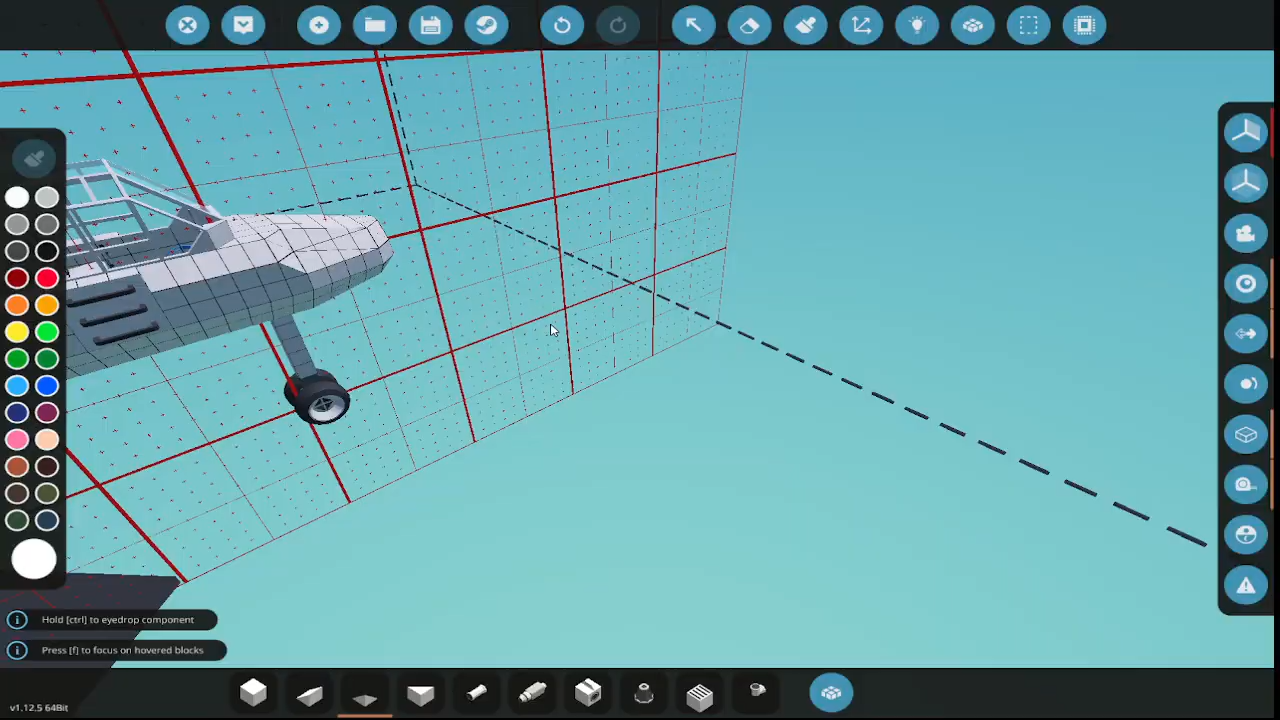 Hold [ctrl] to eyedrop component
Press [f] to focus on hovered blocks
v1.12.5 64Bit